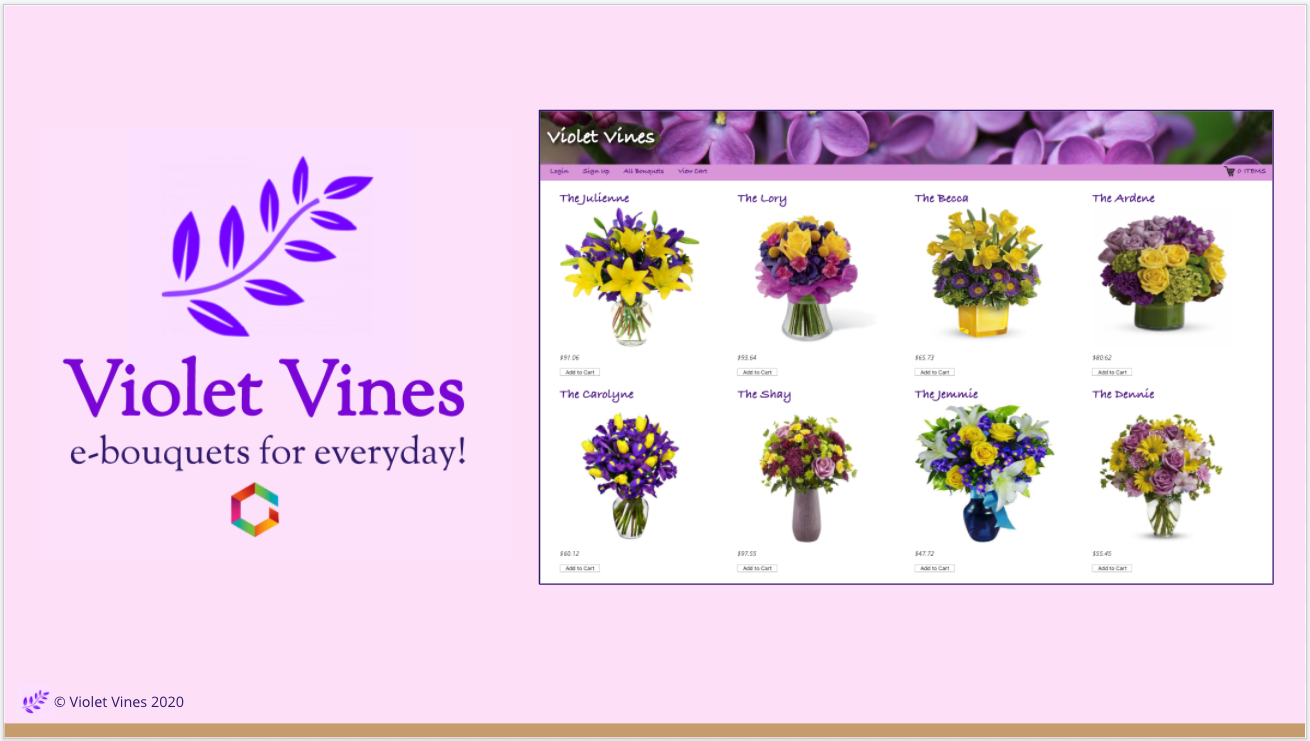 Violet Vines
e-bouquets for everyday!
Violet Vines
Login Sign Up All Bouquets View Cart 0 ITEMS
The Julienne The Lory The Becca The Ardene
$91.06 $93.64 $65.73 $80.62
Add to Cart Add to Cart Add to Cart Add to Cart
The Carolyne The Shay The Jemmie The Dennie
$60.12 $97.55 $47.72 $55.45
Add to Cart Add to Cart Add to Cart Add to Cart
© Violet Vines 2020